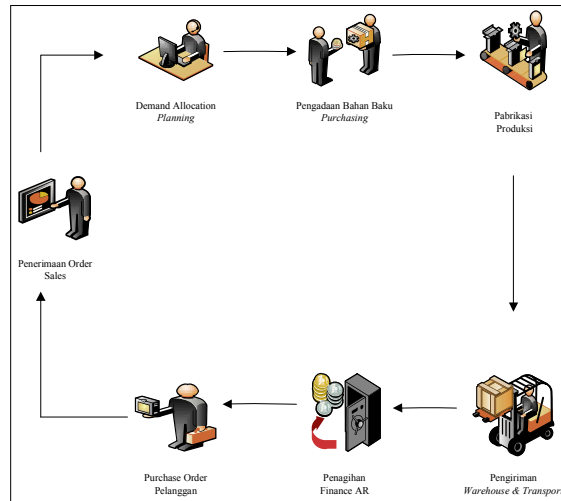 Demand Allocation
Planning
Pengadaan Bahan Baku
Purchasing
Pabrikasi
Produksi
Penerimaan Order
Sales
Purchase Order
Pelanggan
Penagihan
Finance AR
Pengiriman
Warehouse & Transport